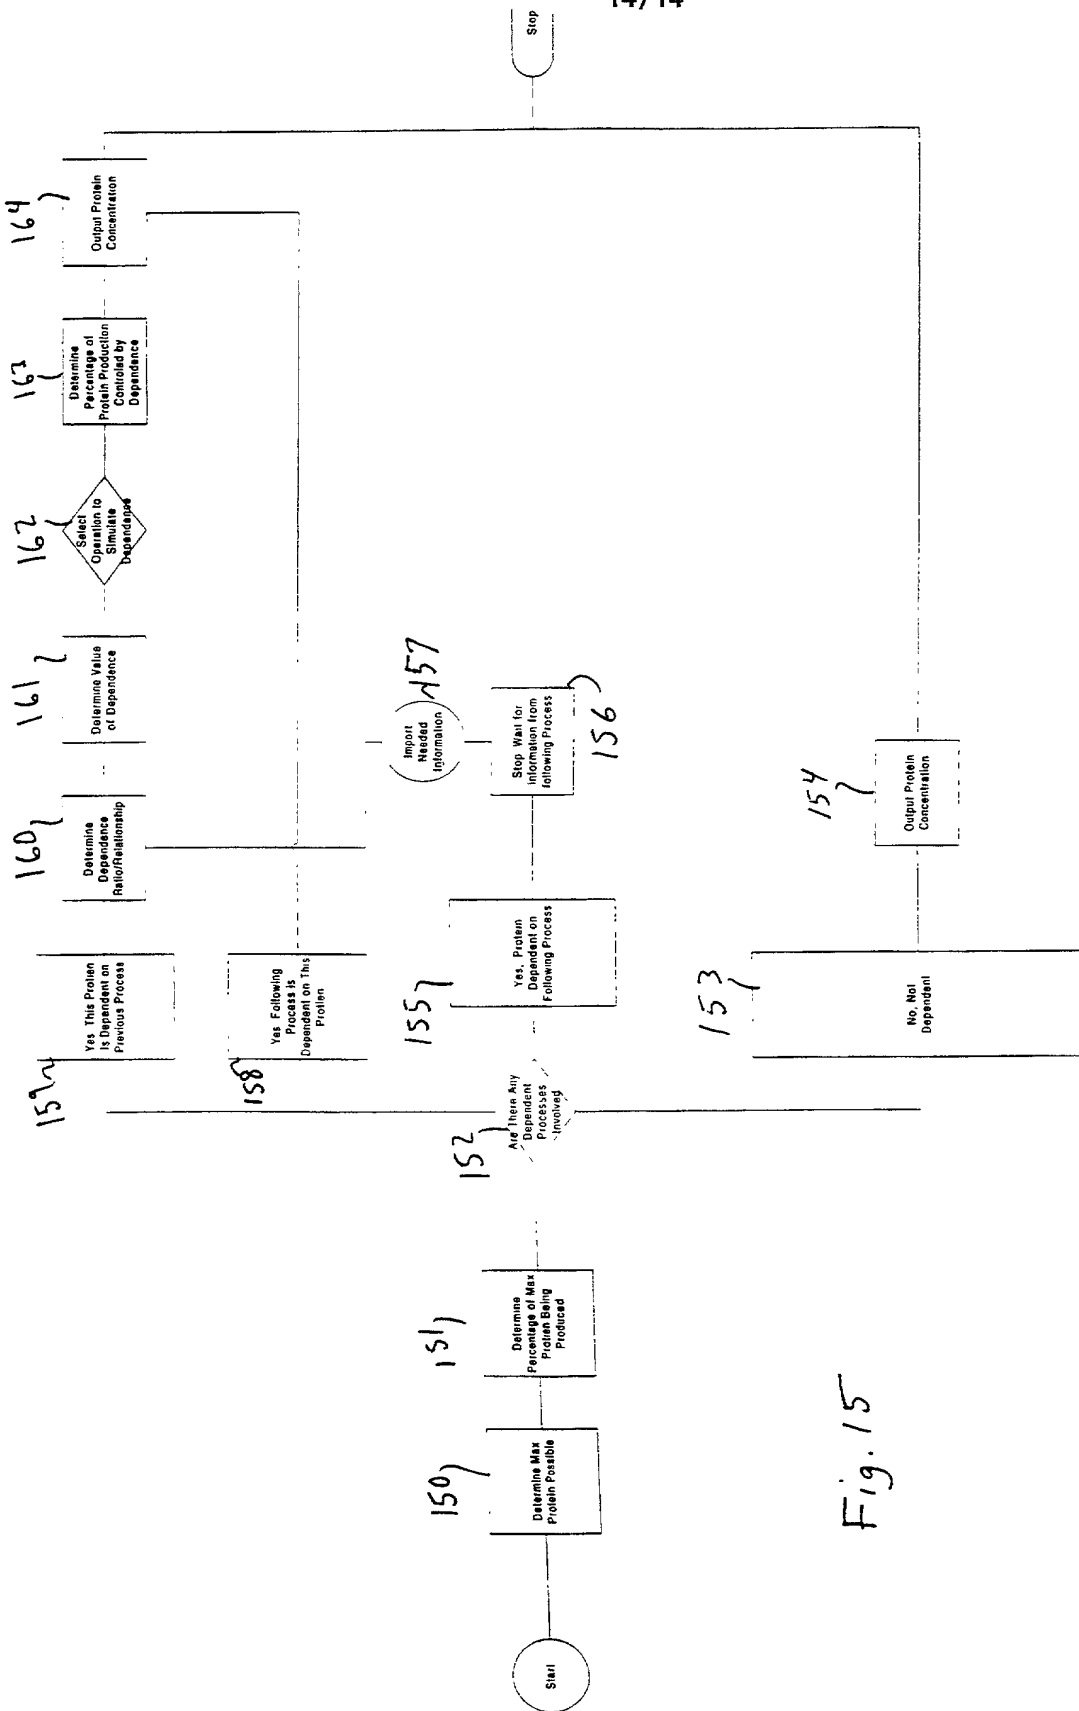 14/14
Start
150
Determine Max
Protein Possible
151
Determine
Percentage of Max
Protien Being
Produced
152
Are There Any
Dependent
Processes
Involved
153
No, Not
Dependent
154
Output Protein
Concentration
155
Yes, Protein
Dependent on
Following Process
156
Stop Wait for
Information from
following Process
157
Import
Needed
Information
158
Yes Following
Process is
Dependent on This
Protien
159
Yes This Protien
Is Dependent on
Previous Process
160
Determine
Dependence
Ratio/Relationship
161
Determine Value
of Dependence
162
Select
Operation to
Simulate
Dependence
163
Determine
Percentage of
Protein Production
Controled by
Dependence
164
Output Protein
Concentration
Stop
Fig. 15